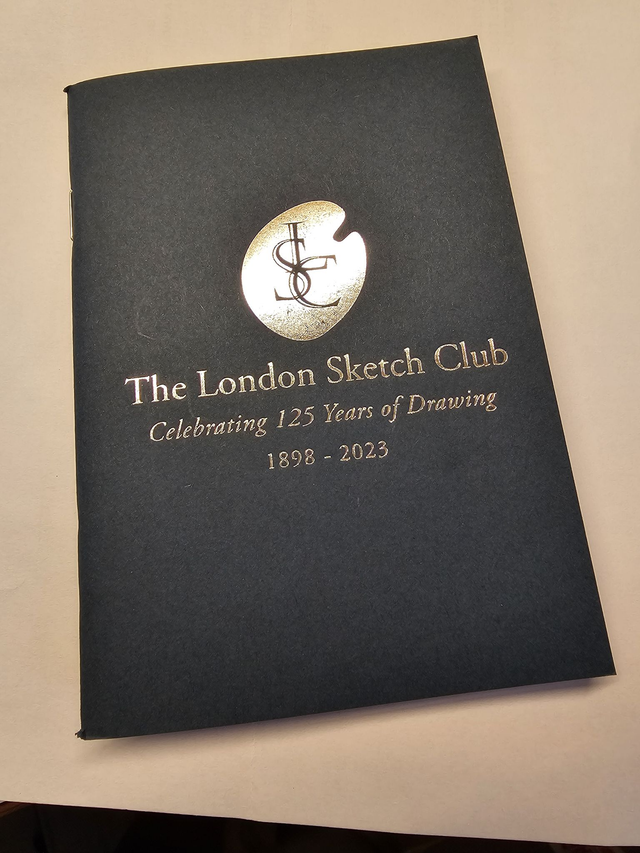 LSC
The London Sketch Club
Celebrating 125 Years of Drawing
1898 - 2023